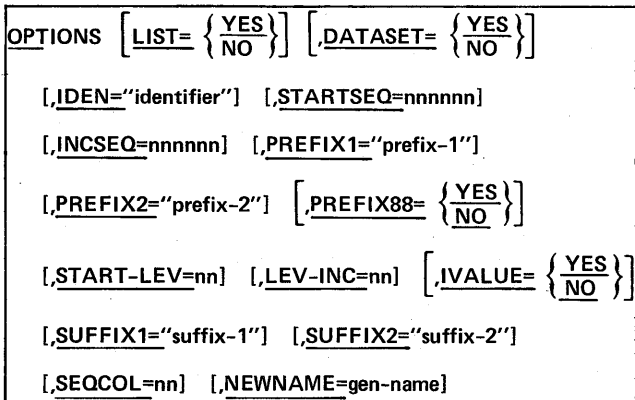 OPTIONS [LIST= {YES
NO}] [,DATASET= {YES
NO}]
[,IDEN="identifier"] [,STARTSEQ=nnnnnn]
[,INCSEQ=nnnnnn] [,PREFIX1="prefix-1"]
[,PREFIX2="prefix-2"] [,PREFIX88= {YES
NO}]
[,START-LEV=nn] [,LEV-INC=nn] [,IVALUE= {YES
NO}]
[,SUFFIX1="suffix-1"] [,SUFFIX2="suffix-2"]
[,SEQCOL=nn] [,NEWNAME=gen-name]